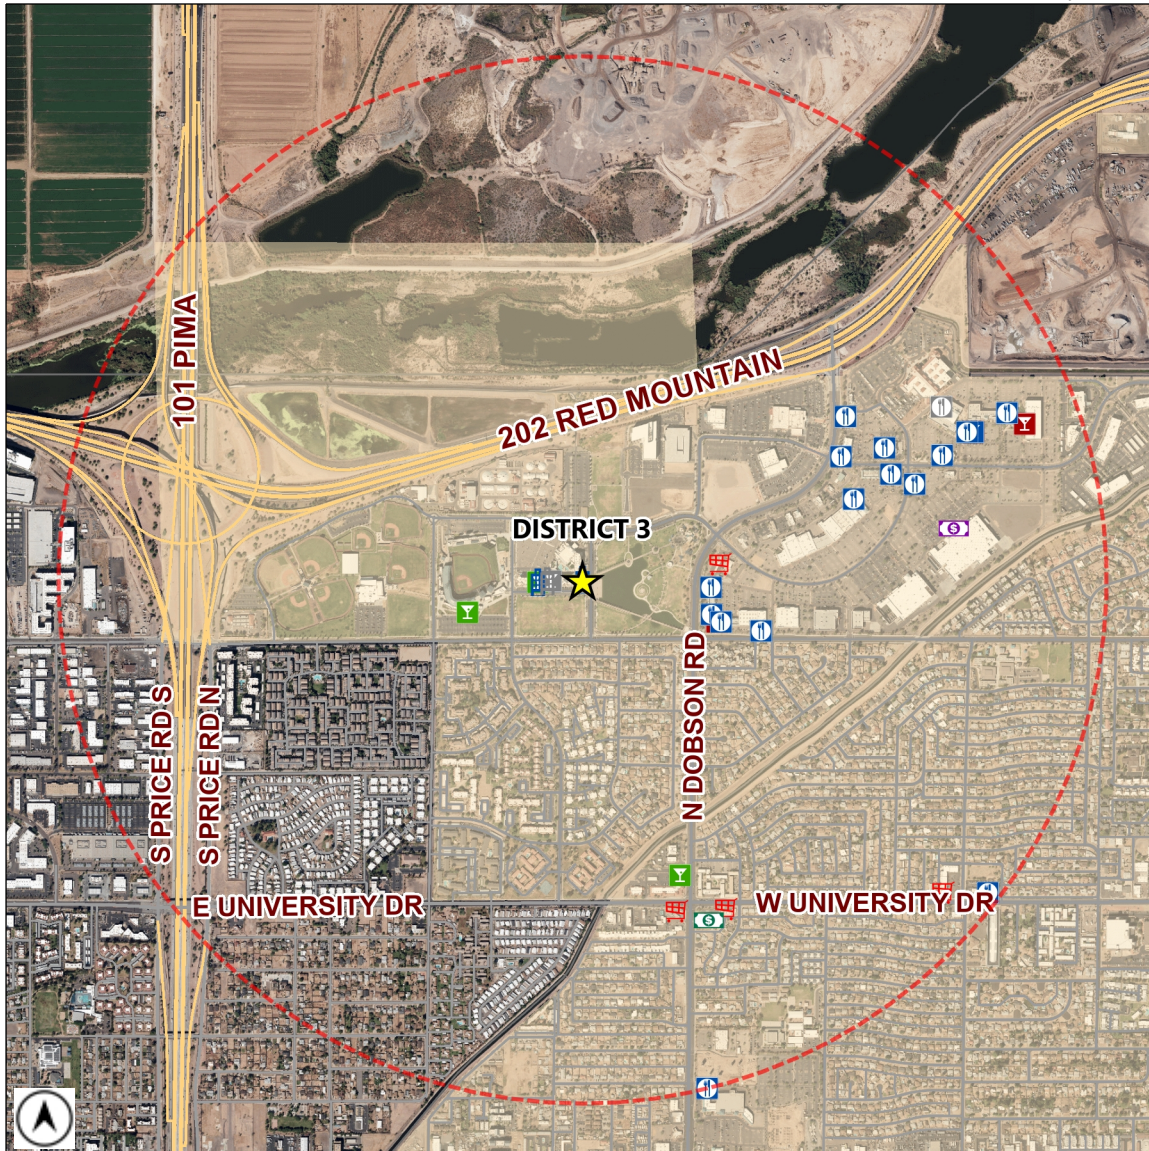 101 PIMA
202 RED MOUNTAIN
DISTRICT 3
N DOBSON RD
S PRICE RD S
S PRICE RD N
E UNIVERSITY DR
W UNIVERSITY DR
$
$